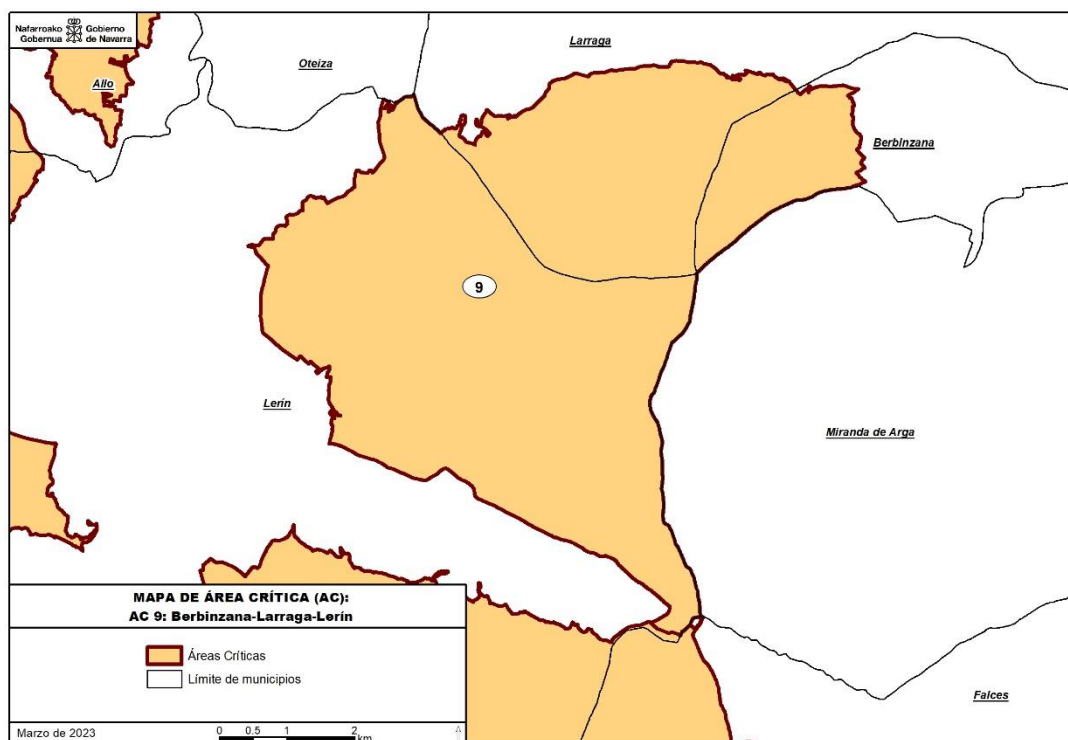 Nafarroako Gobierno
Gobernua de Navarra
Larraga
Oteiza
Allo
Berbinzana
9
Lerín
Miranda de Arga
MAPA DE ÁREA CRÍTICA (AC):
AC 9: Berbinzana-Larraga-Lerín
Áreas Críticas
Límite de municipios
Falces
Marzo de 2023
0 0.5 1 2
km